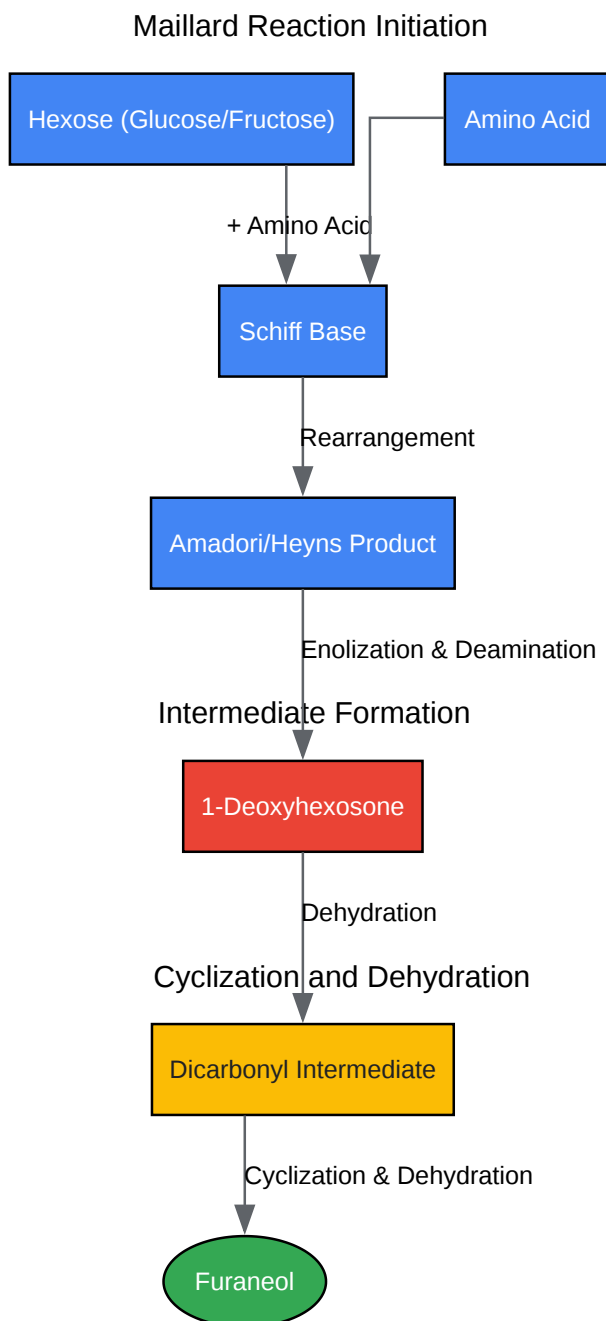 Maillard Reaction Initiation
Hexose (Glucose/Fructose)
Amino Acid
+ Amino Acid
Schiff Base
Rearrangement
Amadori/Heyns Product
Enolization & Deamination
Intermediate Formation
1-Deoxyhexosone
Dehydration
Cyclization and Dehydration
Dicarbonyl Intermediate
Cyclization & Dehydration
Furaneol